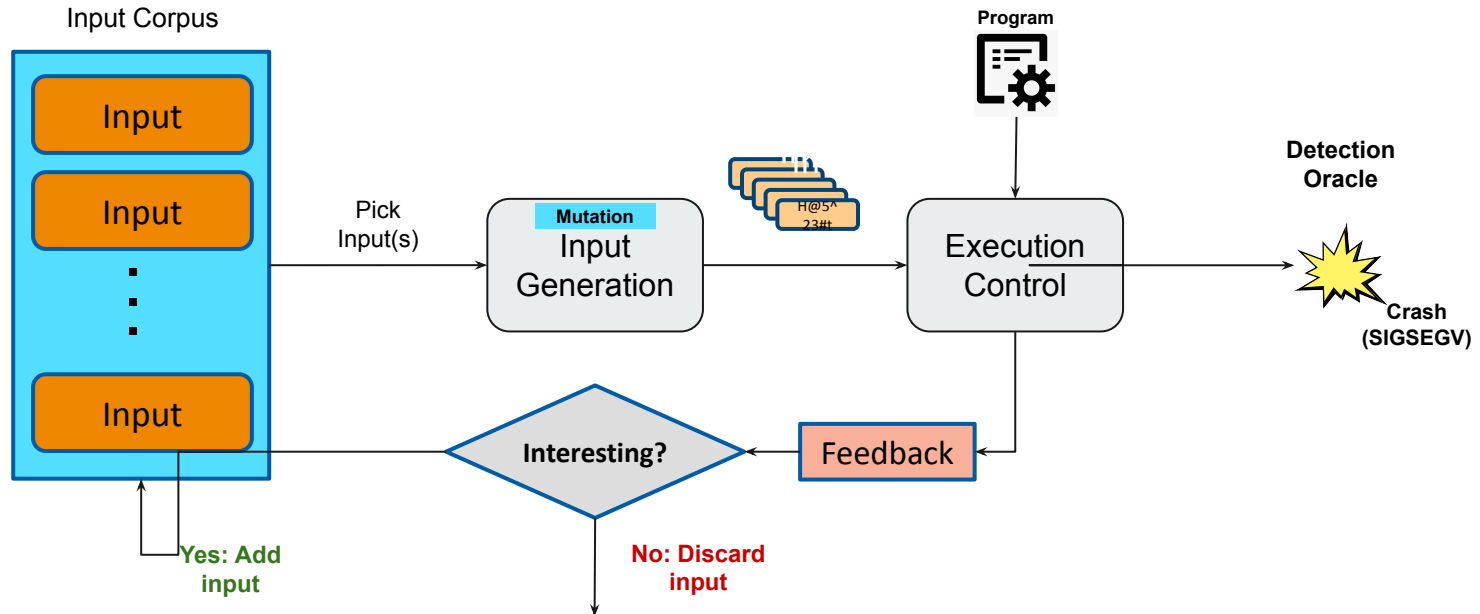 Input Corpus
Input
Input
Input
Pick
Input(s)
Mutation
Input
Generation
H@5^
23#t
Program
Execution
Control
Detection
Oracle
Crash
(SIGSEGV)
Feedback
Interesting?
Yes: Add
input
No: Discard
input